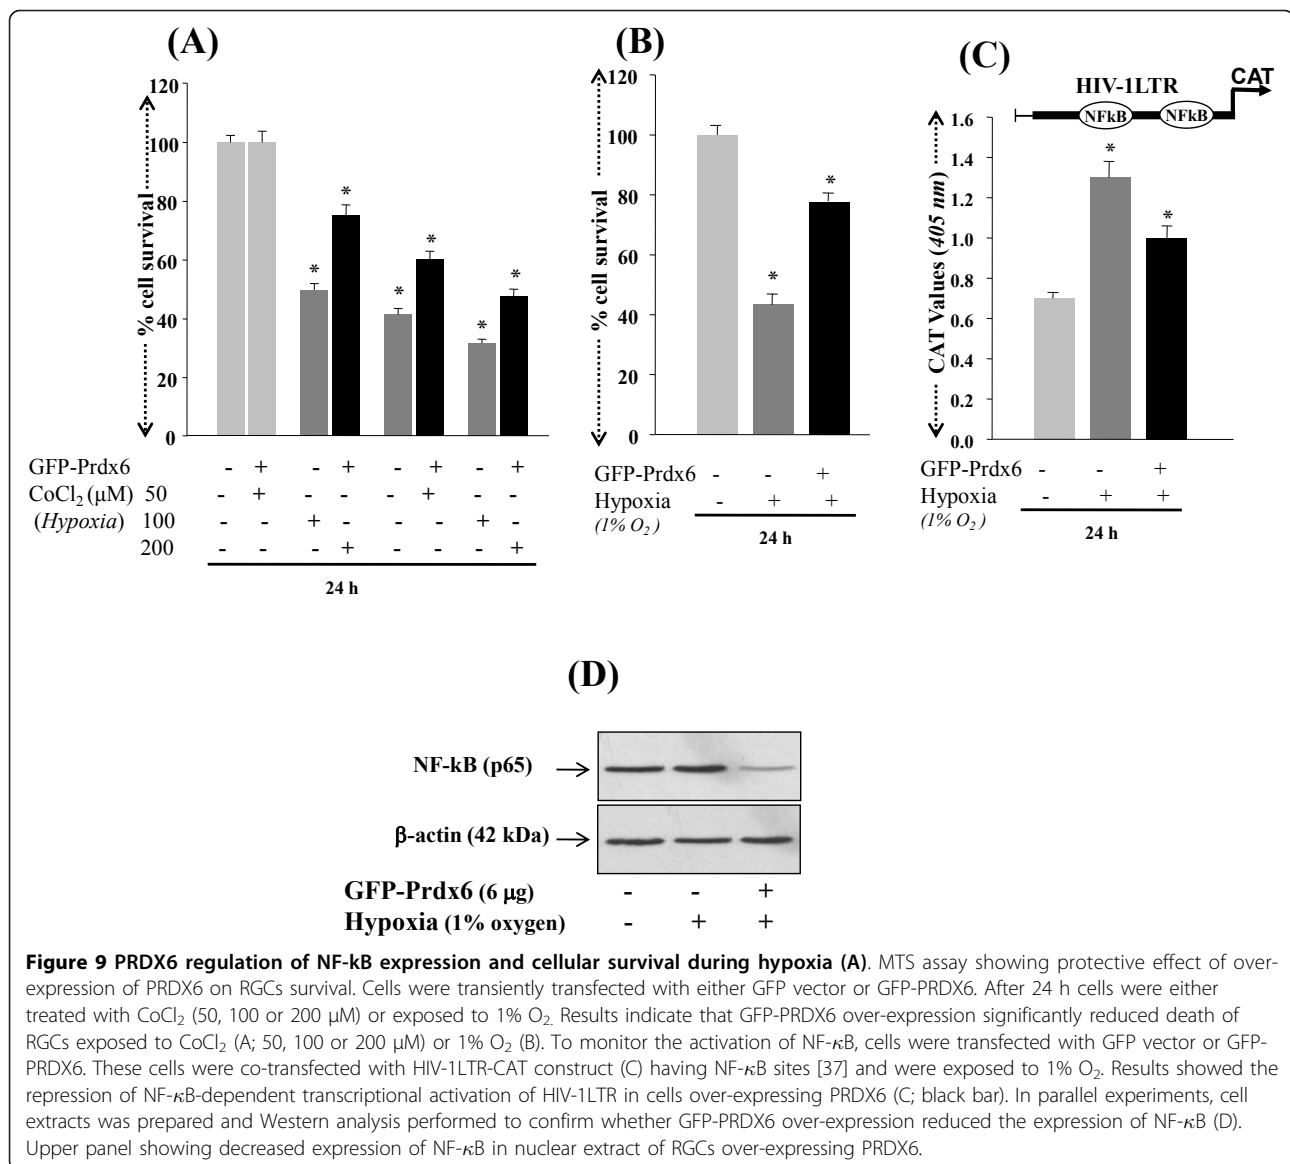 (A)
% cell survival
120
100
80
60
40
20
0
* * * * * *
GFP-Prdx6 - + - + - + - +
CoCl₂ (μM) 50 - + - - - + - -
(Hypoxia) 100 - - + - - - + -
200 - - - + - - - +
24 h
(B)
% cell survival
120
100
80
60
40
20
0
* *
GFP-Prdx6 - - +
Hypoxia - + +
(1% O₂)
24 h
(C)
HIV-1LTR
CAT
NFkB NFkB
CAT Values (405 nm)
1.6
1.4
1.2
1.0
0.8
0.6
0.4
0.2
0.0
* *
GFP-Prdx6 - - +
Hypoxia - + +
(1% O₂)
24 h
(D)
NF-kB (p65)
β-actin (42 kDa)
GFP-Prdx6 (6 μg) - - +
Hypoxia (1% oxygen) - + +
Figure 9 PRDX6 regulation of NF-kB expression and cellular survival during hypoxia (A). MTS assay showing protective effect of over-
expression of PRDX6 on RGCs survival. Cells were transiently transfected with either GFP vector or GFP-PRDX6. After 24 h cells were either
treated with CoCl₂ (50, 100 or 200 μM) or exposed to 1% O₂. Results indicate that GFP-PRDX6 over-expression significantly reduced death of
RGCs exposed to CoCl₂ (A; 50, 100 or 200 μM) or 1% O₂ (B). To monitor the activation of NF-κB, cells were transfected with GFP vector or GFP-
PRDX6. These cells were co-transfected with HIV-1LTR-CAT construct (C) having NF-κB sites [37] and were exposed to 1% O₂. Results showed the
repression of NF-κB-dependent transcriptional activation of HIV-1LTR in cells over-expressing PRDX6 (C; black bar). In parallel experiments, cell
extracts was prepared and Western analysis performed to confirm whether GFP-PRDX6 over-expression reduced the expression of NF-κB (D).
Upper panel showing decreased expression of NF-κB in nuclear extract of RGCs over-expressing PRDX6.